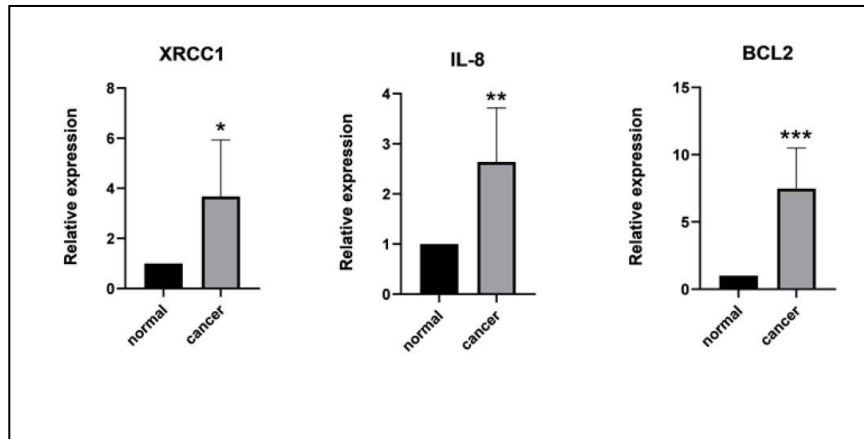 XRCC1
Relative expression
8
6
4
2
0
*
normal
cancer
IL-8
Relative expression
4
3
2
1
0
**
normal
cancer
BCL2
Relative expression
15
10
5
0
***
normal
cancer